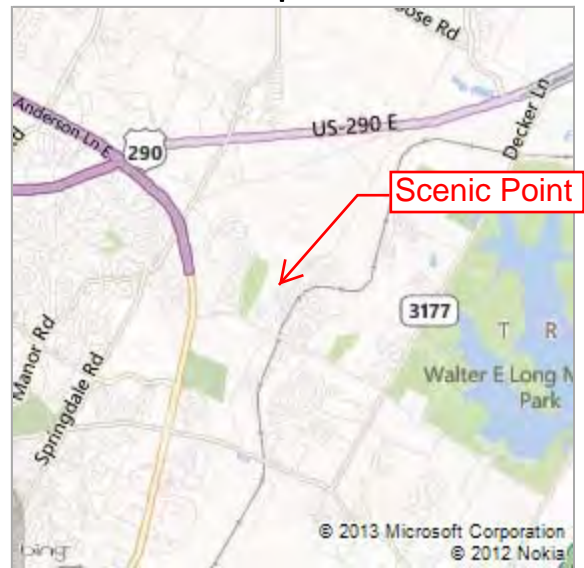 ose Rd
Anderson Ln E
US-290 E
Decker Ln
290
Scenic Point
3177
T R
Manor Rd
Springdale Rd
Walter E Long
Park
© 2013 Microsoft Corporation
© 2012 Nokia
bing